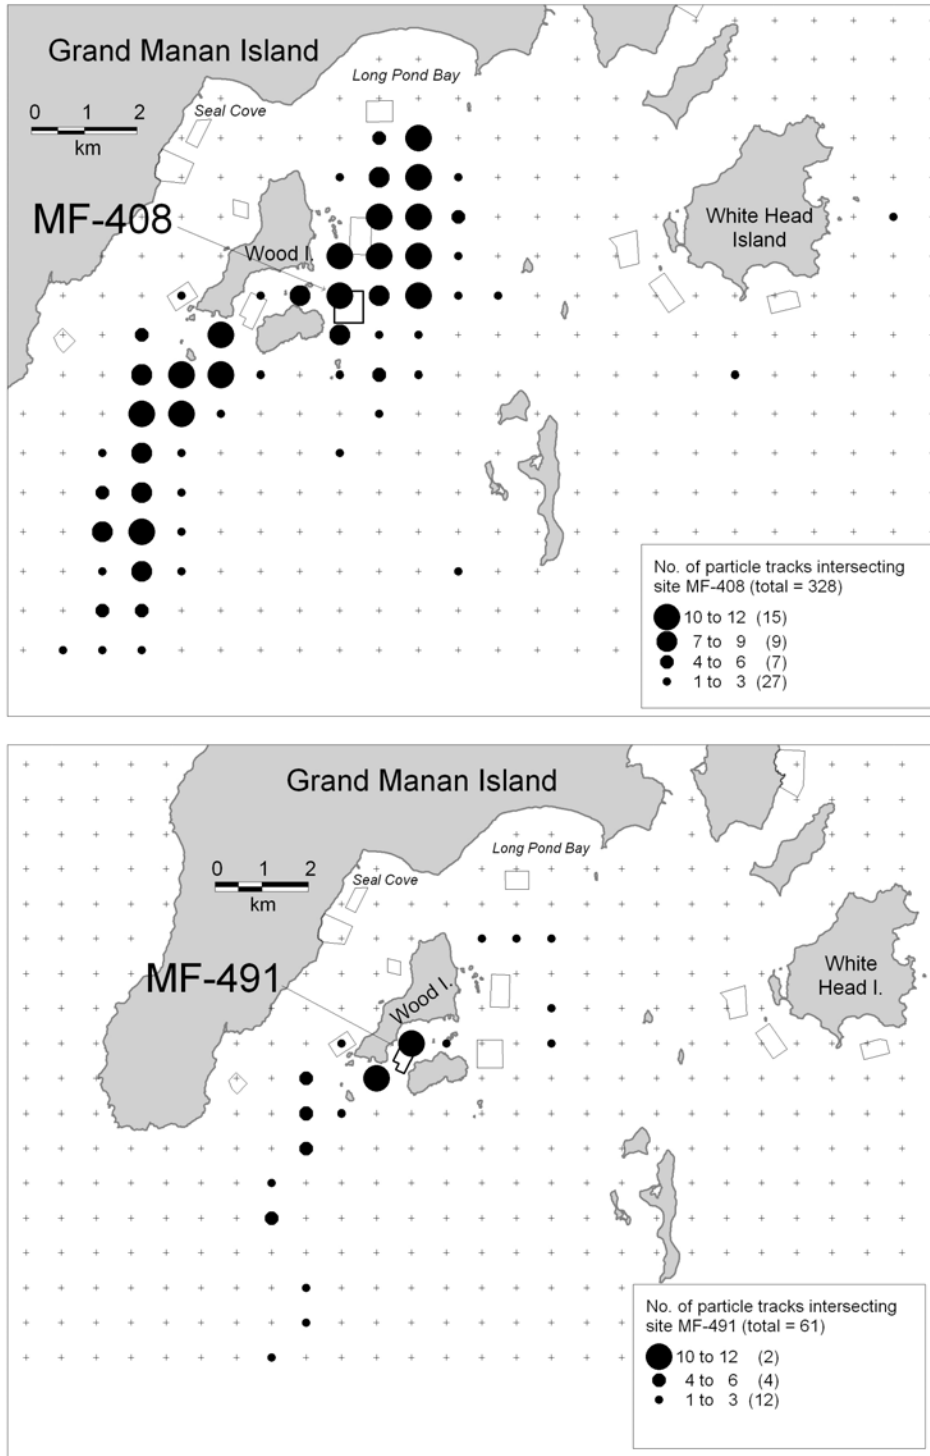 Grand Manan Island
Long Pond Bay
0 1 2
km
Seal Cove
MF-408
Wood I.
White Head
Island
No. of particle tracks intersecting
site MF-408 (total = 328)
10 to 12 (15)
7 to 9 (9)
4 to 6 (7)
1 to 3 (27)
Grand Manan Island
Long Pond Bay
0 1 2
km
Seal Cove
MF-491
Wood I.
White
Head I.
No. of particle tracks intersecting
site MF-491 (total = 61)
10 to 12 (2)
4 to 6 (4)
1 to 3 (12)